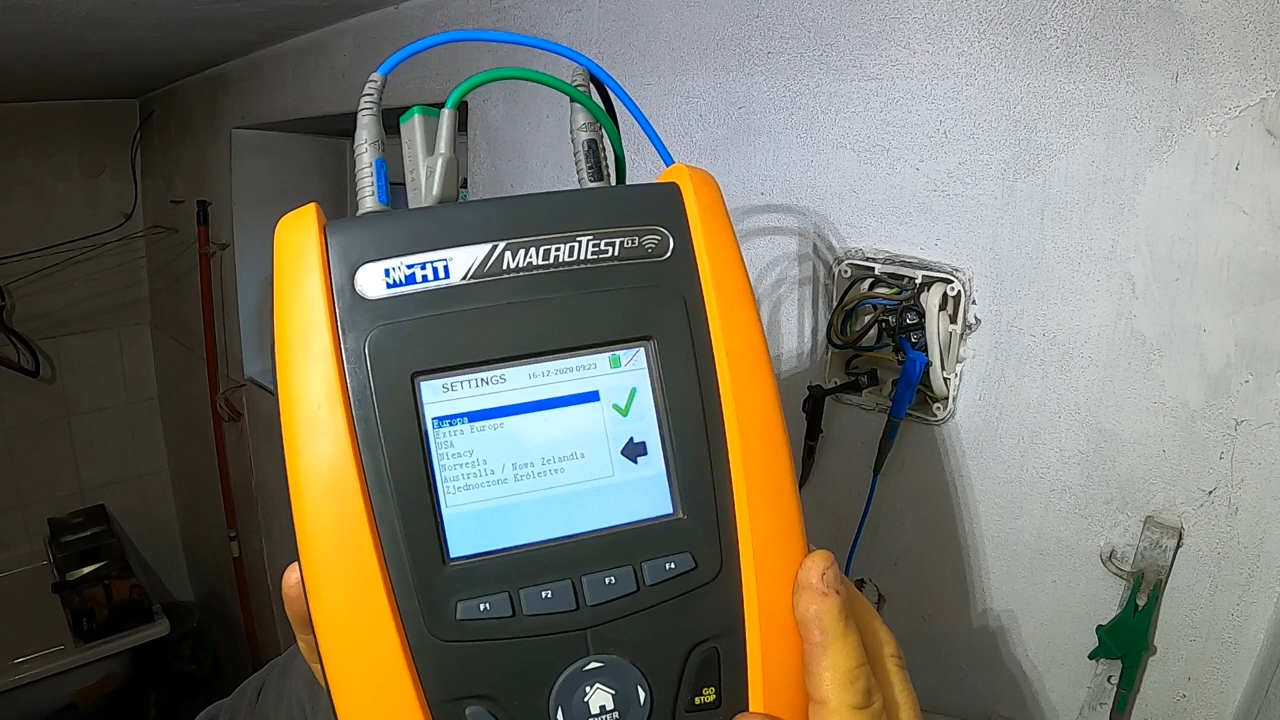 HT MACROTEST G3
SETTINGS 16-12-2020 09:23
Europa
Extra Europe
USA
Niemcy
Norwegia
Australia / Nowa Zelandia
Zjednoczone Królestwo
F1 F2 F3 F4
GO
STOP
ENTER